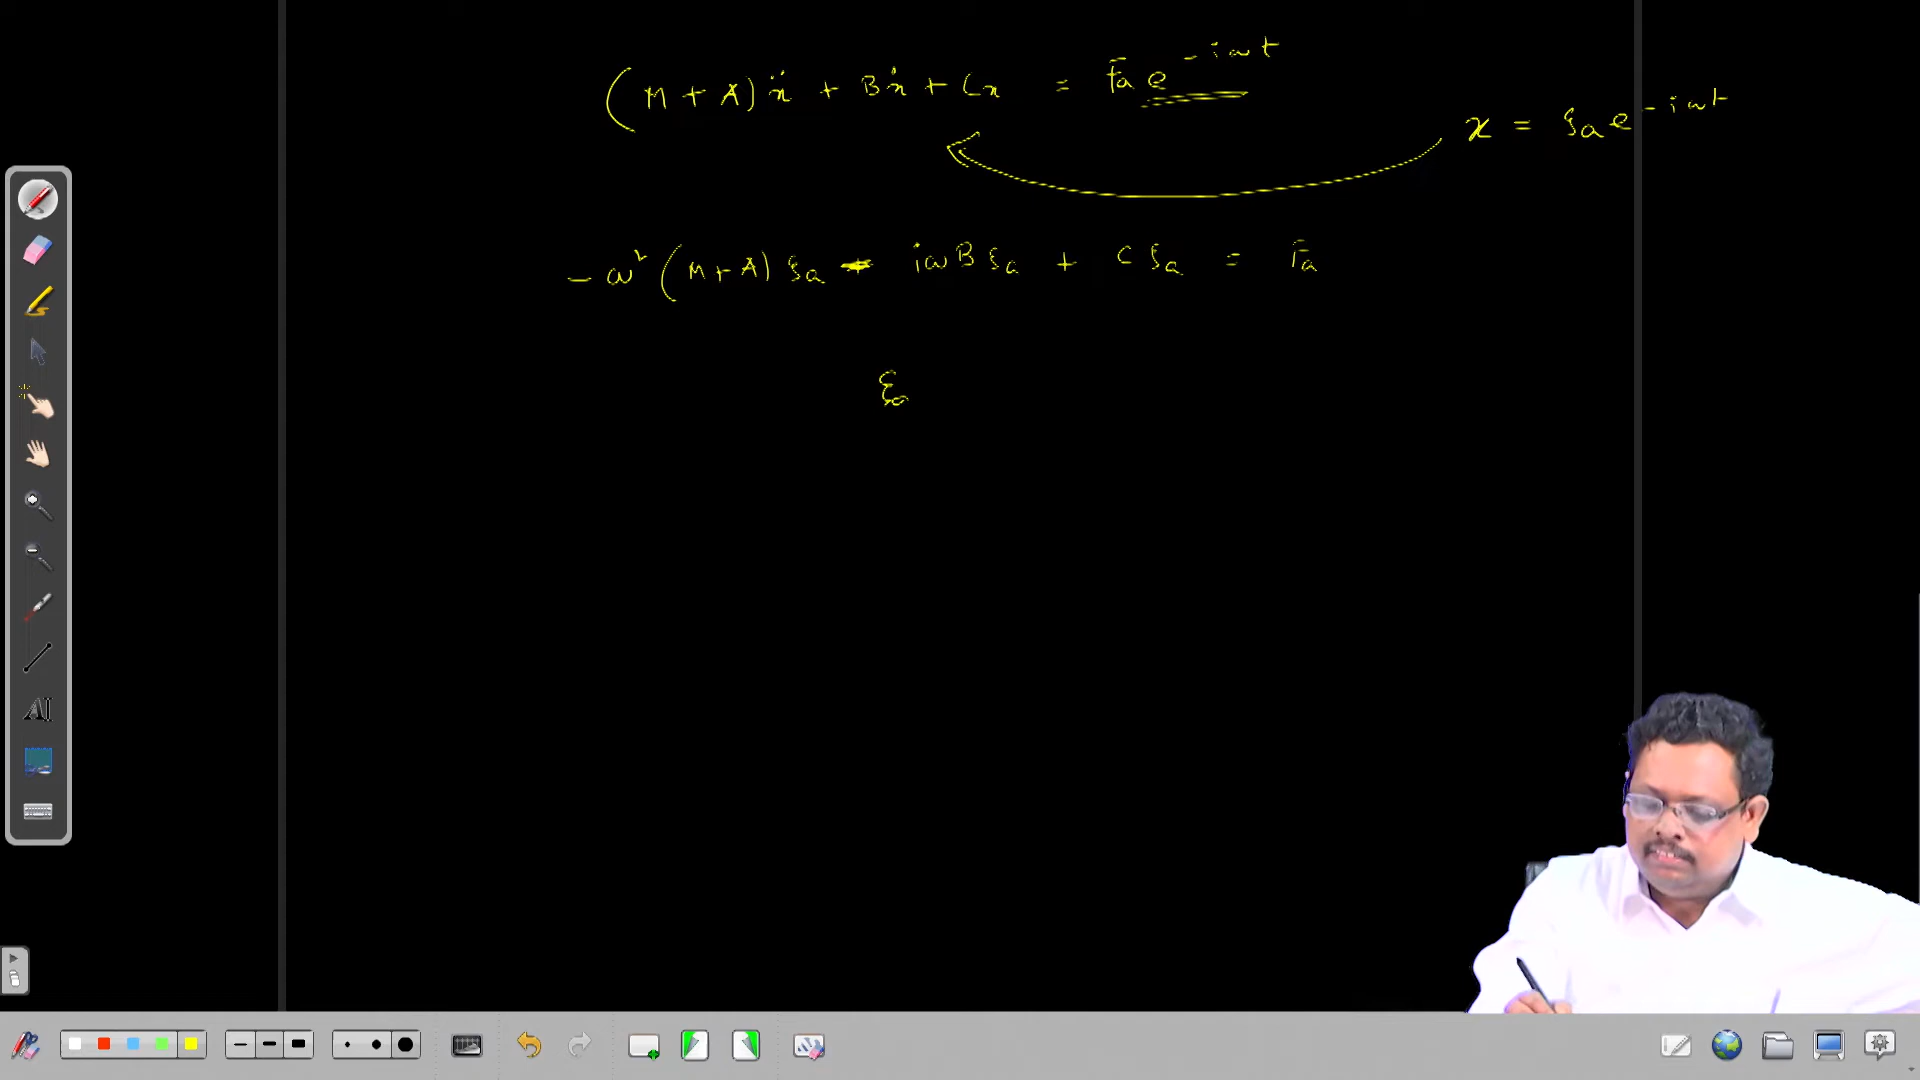 (M + A)ẍ + Bẋ + Cx = Fₐ e^{-iωt}
x = ξₐ e^{-iωt}
-ω²(M + A) ξₐ - iωB ξₐ + C ξₐ = Fₐ
ξₐ